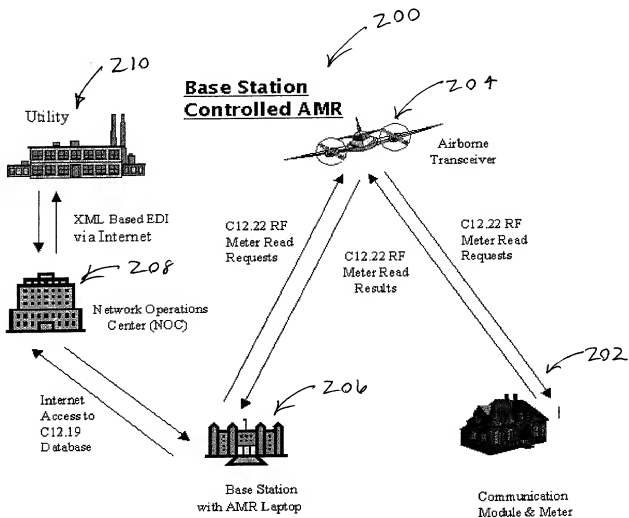 200
210
Base Station
Controlled AMR
204
Utility
Airborne
Transceiver
XML Based EDI
via Internet
C12.22 RF
Meter Read
Requests
C12.22 RF
Meter Read
Results
C12.22 RF
Meter Read
Requests
208
Network Operations
Center (NOC)
202
206
Internet
Access to
C12.19
Database
Base Station
with AMR Laptop
Communication
Module & Meter